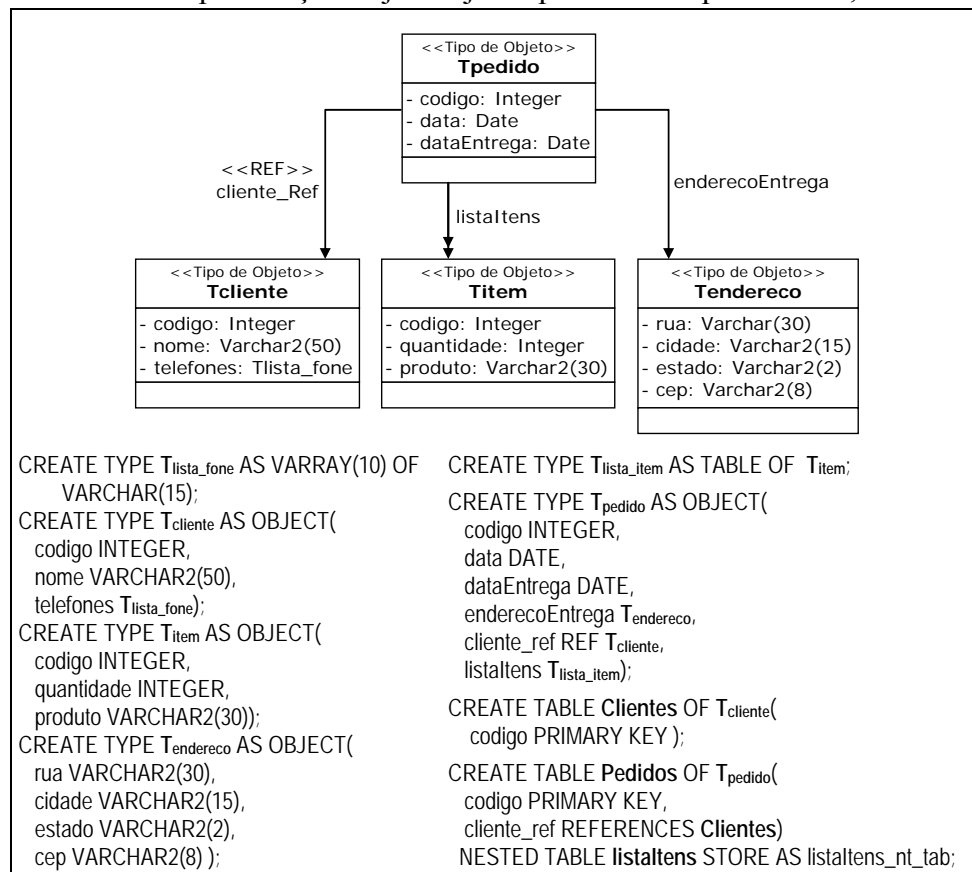 <<Tipo de Objeto>>
Tpedido
- codigo: Integer
- data: Date
- dataEntrega: Date
<<REF>>
cliente_Ref
listaItens
enderecoEntrega
<<Tipo de Objeto>>
Tcliente
- codigo: Integer
- nome: Varchar2(50)
- telefones: Tlista_fone
<<Tipo de Objeto>>
Titem
- codigo: Integer
- quantidade: Integer
- produto: Varchar2(30)
<<Tipo de Objeto>>
Tendereco
- rua: Varchar(30)
- cidade: Varchar2(15)
- estado: Varchar2(2)
- cep: Varchar2(8)
CREATE TYPE Tlista_fone AS VARRAY(10) OF
VARCHAR(15);
CREATE TYPE Tcliente AS OBJECT(
codigo INTEGER,
nome VARCHAR2(50),
telefones Tlista_fone);
CREATE TYPE Titem AS OBJECT(
codigo INTEGER,
quantidade INTEGER,
produto VARCHAR2(30));
CREATE TYPE Tendereco AS OBJECT(
rua VARCHAR2(30),
cidade VARCHAR2(15),
estado VARCHAR2(2),
cep VARCHAR2(8) );
CREATE TYPE Tlista_item AS TABLE OF Titem;
CREATE TYPE Tpedido AS OBJECT(
codigo INTEGER,
data DATE,
dataEntrega DATE,
enderecoEntrega Tendereco,
cliente_ref REF Tcliente,
listaItens Tlista_item);
CREATE TABLE Clientes OF Tcliente(
codigo PRIMARY KEY );
CREATE TABLE Pedidos OF Tpedido(
codigo PRIMARY KEY,
cliente_ref REFERENCES Clientes)
NESTED TABLE listaItens STORE AS listaItens_nt_tab;